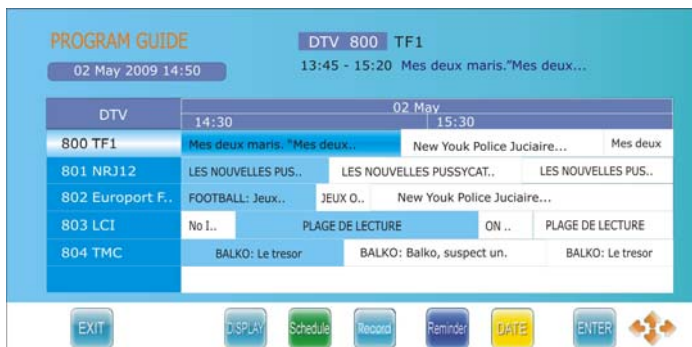 PROGRAM GUIDE
DTV 800 TF1
02 May 2009 14:50
13:45 - 15:20 Mes deux maris."Mes deux...
DTV
02 May
14:30 15:30
800 TF1 Mes deux maris. "Mes deux.. New Youk Police Juciaire... Mes deux
801 NRJ12 LES NOUVELLES PUS.. LES NOUVELLES PUSSYCAT.. LES NOUVELLES PUS..
802 Europort F.. FOOTBALL: Jeux.. JEUX O.. New Youk Police Juciaire...
803 LCI No I.. PLAGE DE LECTURE ON .. PLAGE DE LECTURE
804 TMC BALKO: Le tresor BALKO: Balko, suspect un. BALKO: Le tresor
EXIT DISPLAY Schedule Record Reminder DATE ENTER